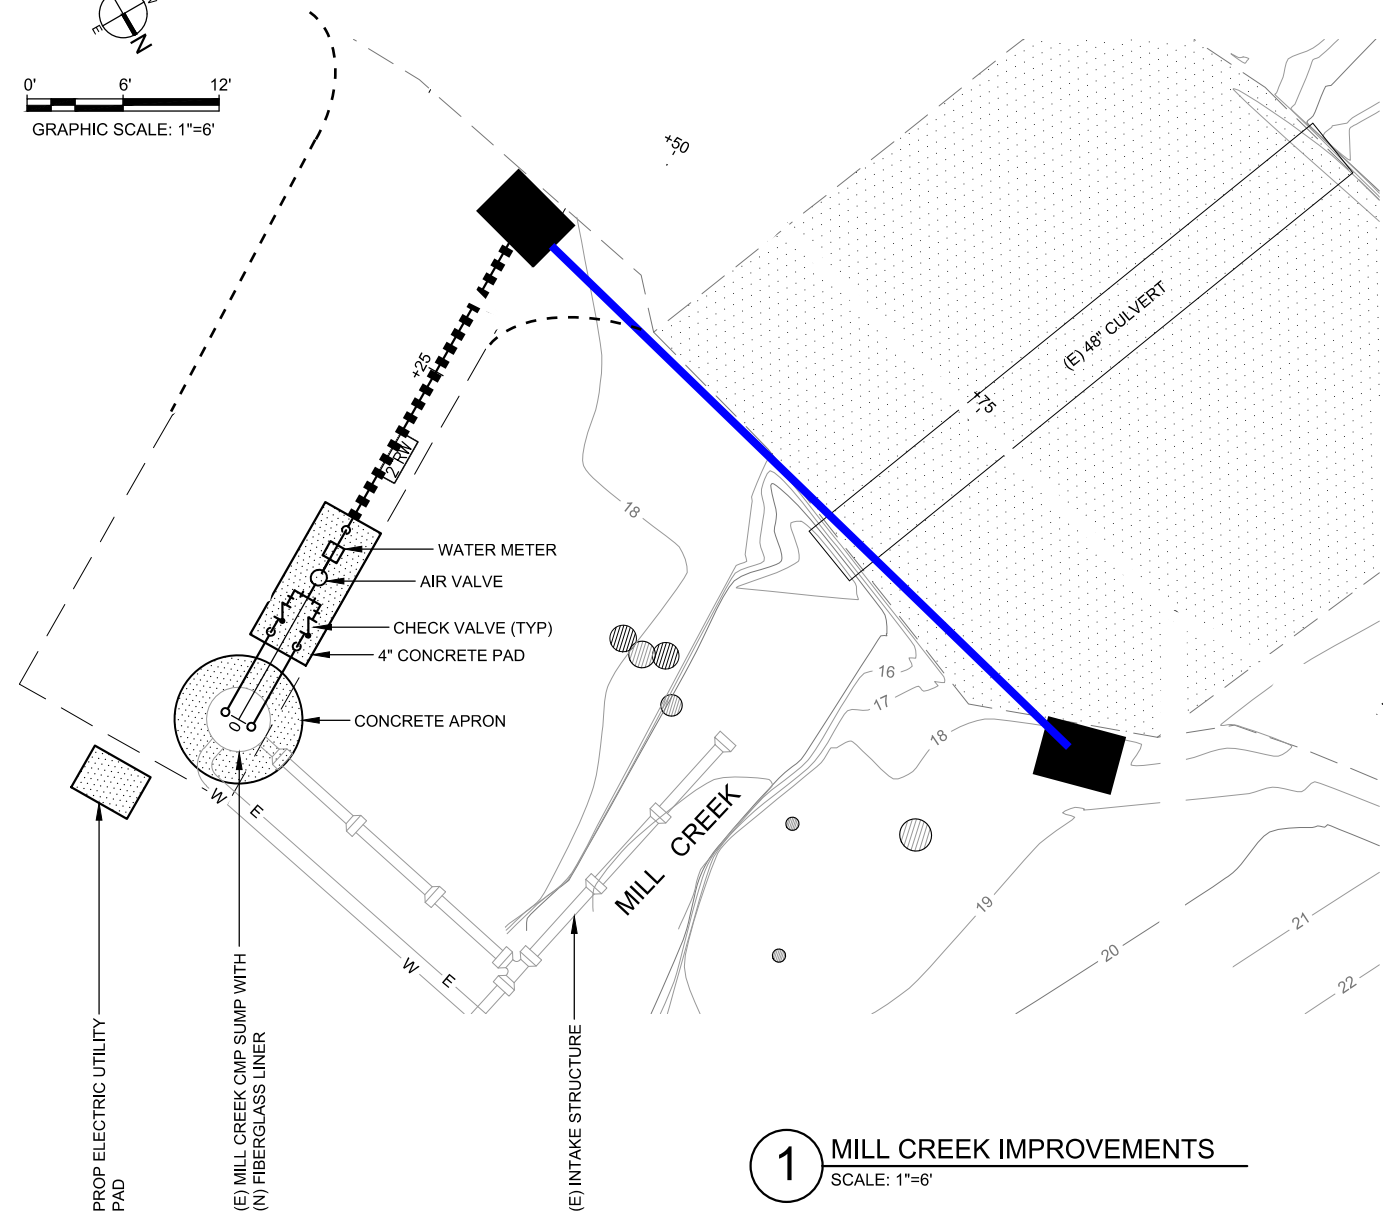 E
N
0' 6' 12'
GRAPHIC SCALE: 1"=6'
+50
+25
2 RW
(E) 48" CULVERT
+75
18
WATER METER
AIR VALVE
CHECK VALVE (TYP)
4" CONCRETE PAD
CONCRETE APRON
16
17
18
W
E
W
E
MILL CREEK
19
20
21
22
PROP ELECTRIC UTILITY
PAD
(E) MILL CREEK CMP SUMP WITH
(N) FIBERGLASS LINER
(E) INTAKE STRUCTURE
1
MILL CREEK IMPROVEMENTS
SCALE: 1"=6'